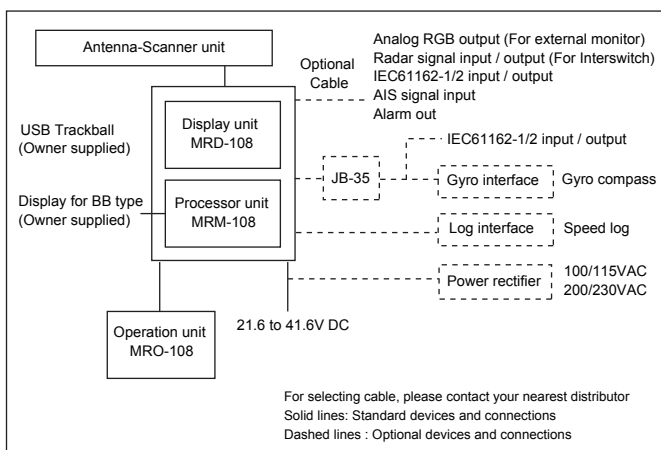 Antenna-Scanner unit
Optional
Cable
Analog RGB output (For external monitor)
Radar signal input / output (For Interswitch)
IEC61162-1/2 input / output
AIS signal input
Alarm out
USB Trackball
(Owner supplied)
Display unit
MRD-108
IEC61162-1/2 input / output
JB-35
Gyro interface
Gyro compass
Display for BB type
(Owner supplied)
Processor unit
MRM-108
Log interface
Speed log
Power rectifier
100/115VAC
200/230VAC
Operation unit
MRO-108
21.6 to 41.6V DC
For selecting cable, please contact your nearest distributor
Solid lines: Standard devices and connections
Dashed lines : Optional devices and connections